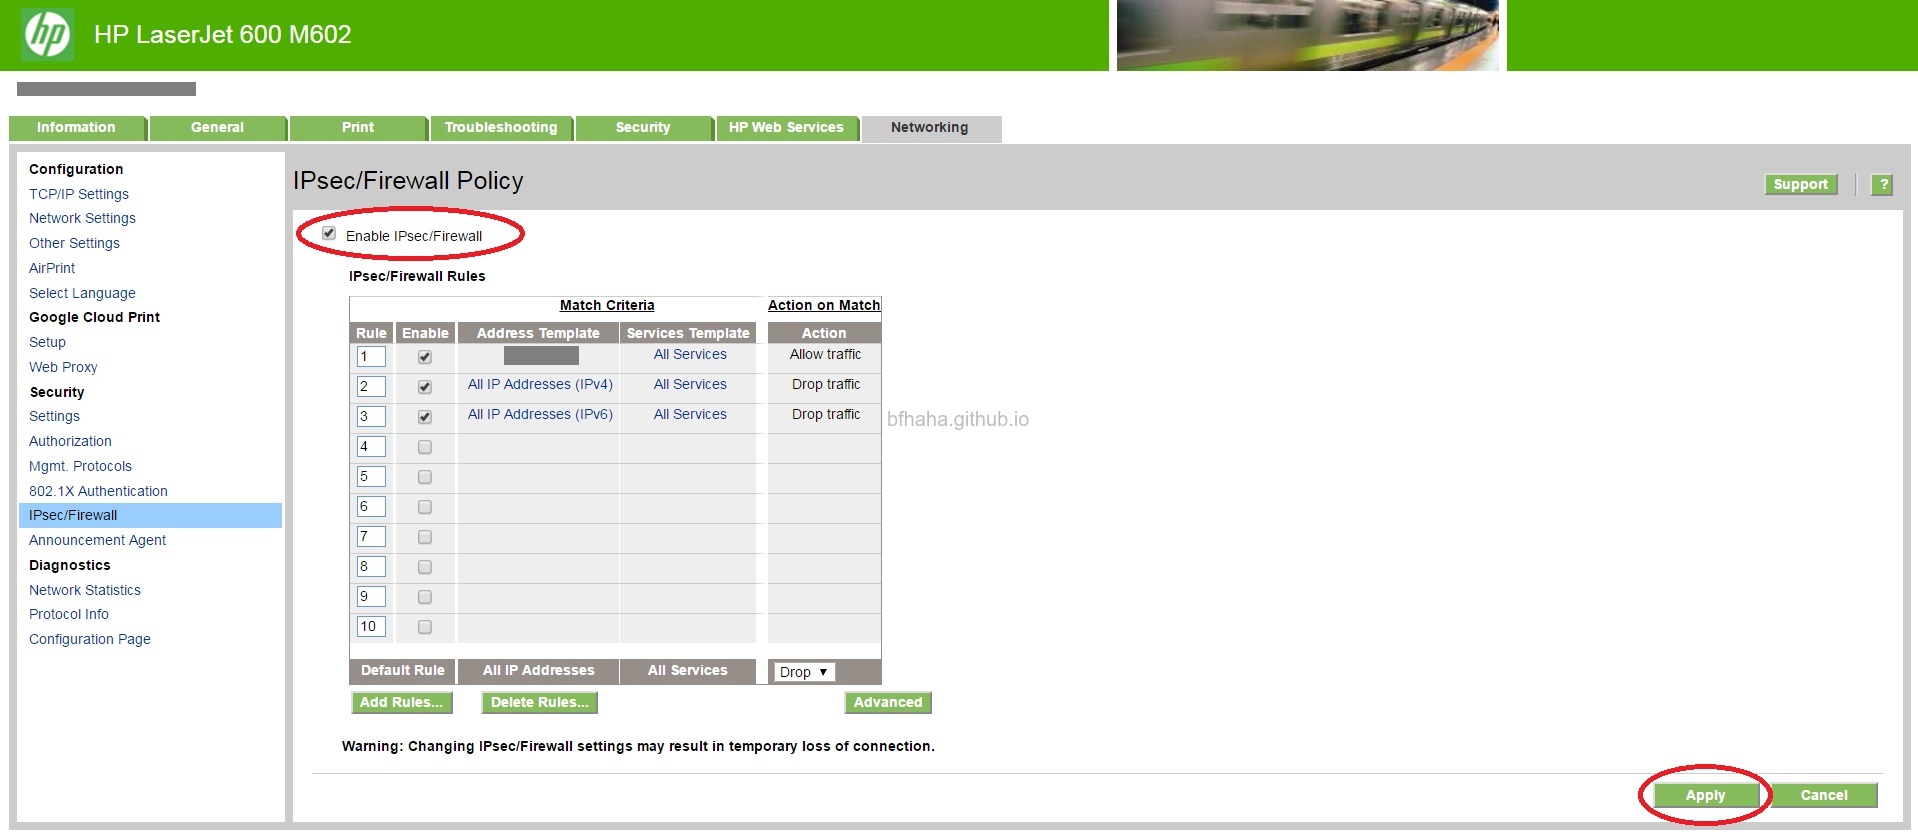 hp HP LaserJet 600 M602
Information General Print Troubleshooting Security HP Web Services Networking
Configuration
TCP/IP Settings
Network Settings
Other Settings
AirPrint
Select Language
Google Cloud Print
Setup
Web Proxy
Security
Settings
Authorization
Mgmt. Protocols
802.1X Authentication
IPsec/Firewall
Announcement Agent
Diagnostics
Network Statistics
Protocol Info
Configuration Page
IPsec/Firewall Policy
Support ?
Enable IPsec/Firewall
IPsec/Firewall Rules
Match Criteria Action on Match
Rule Enable Address Template Services Template Action
1 All Services Allow traffic
2 All IP Addresses (IPv4) All Services Drop traffic
3 All IP Addresses (IPv6) All Services Drop traffic
bfhaha.github.io
4
5
6
7
8
9
10
Default Rule All IP Addresses All Services Drop ▼
Add Rules... Delete Rules... Advanced
Warning: Changing IPsec/Firewall settings may result in temporary loss of connection.
Apply Cancel